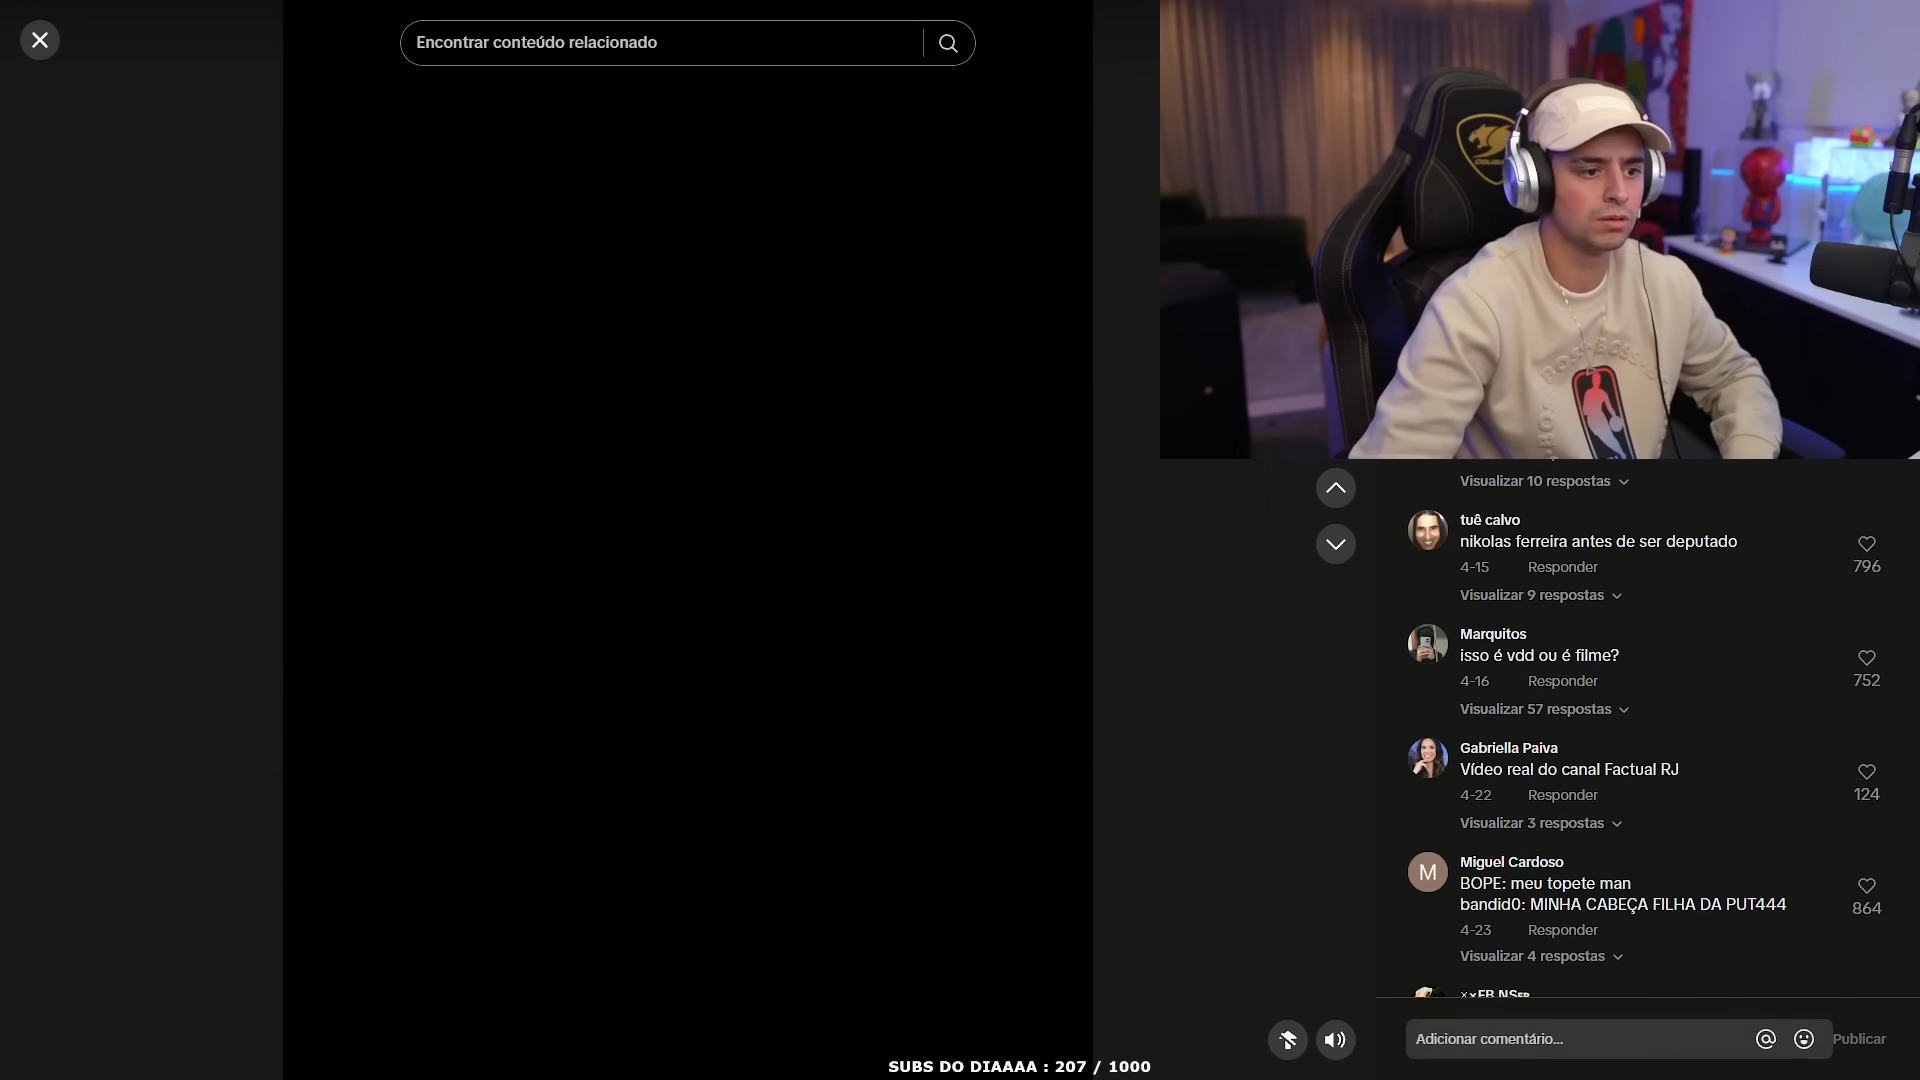 Encontrar conteúdo relacionado
COUGAR
BOSS
Visualizar 10 respostas
tuê calvo
nikolas ferreira antes de ser deputado
4-15 Responder
796
Visualizar 9 respostas
Marquitos
isso é vdd ou é filme?
4-16 Responder
752
Visualizar 57 respostas
Gabriella Paiva
Vídeo real do canal Factual RJ
4-22 Responder
124
Visualizar 3 respostas
M
Miguel Cardoso
BOPE: meu topete man
bandid0: MINHA CABEÇA FILHA DA PUT444
4-23 Responder
864
Visualizar 4 respostas
Adicionar comentário...
Publicar
SUBS DO DIAAAA : 207 / 1000